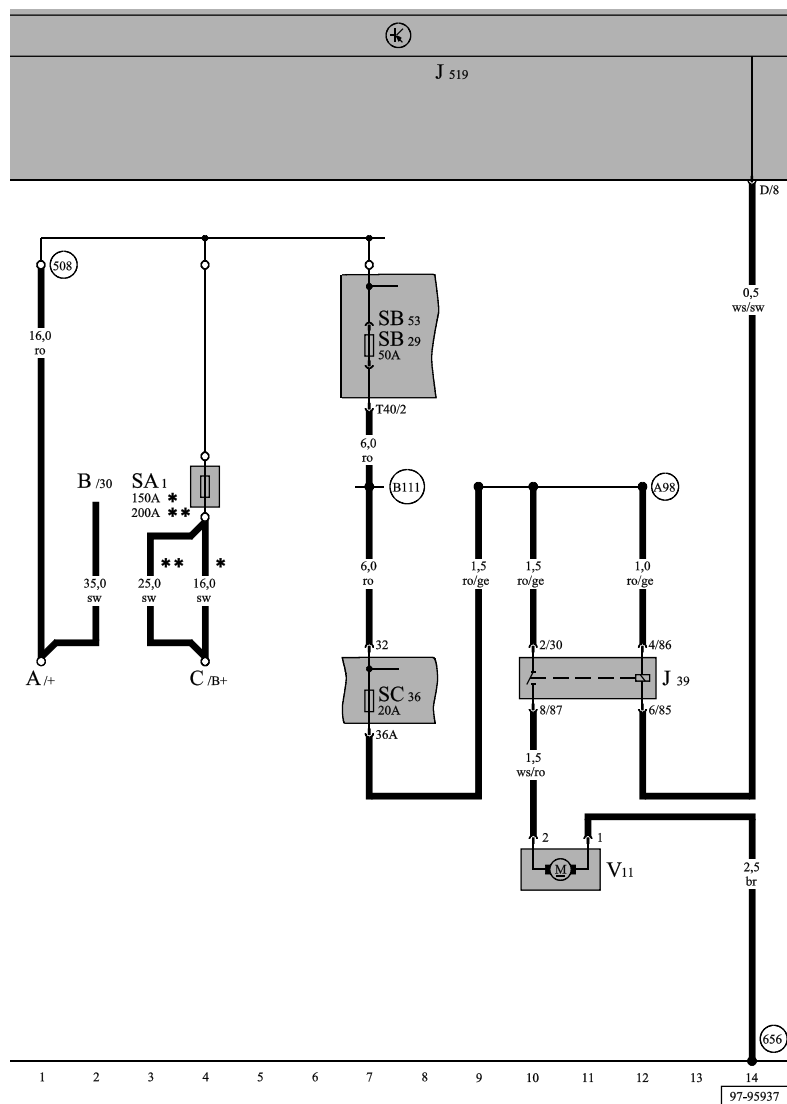 J 519
D/8
508
0,5
ws/sw
SB 53
SB 29
50A
16,0
ro
T40/2
6,0
ro
B /30
SA 1
150A *
200A **
B111
A98
** *
35,0
sw
25,0
sw
16,0
sw
6,0
ro
1,5
ro/ge
1,5
ro/ge
1,0
ro/ge
32
2/30
4/86
A /+
C /B+
SC 36
20A
J 39
36A
8/87
6/85
1,5
ws/ro
2
1
M
V11
2,5
br
656
1 2 3 4 5 6 7 8 9 10 11 12 13 14
97-95937